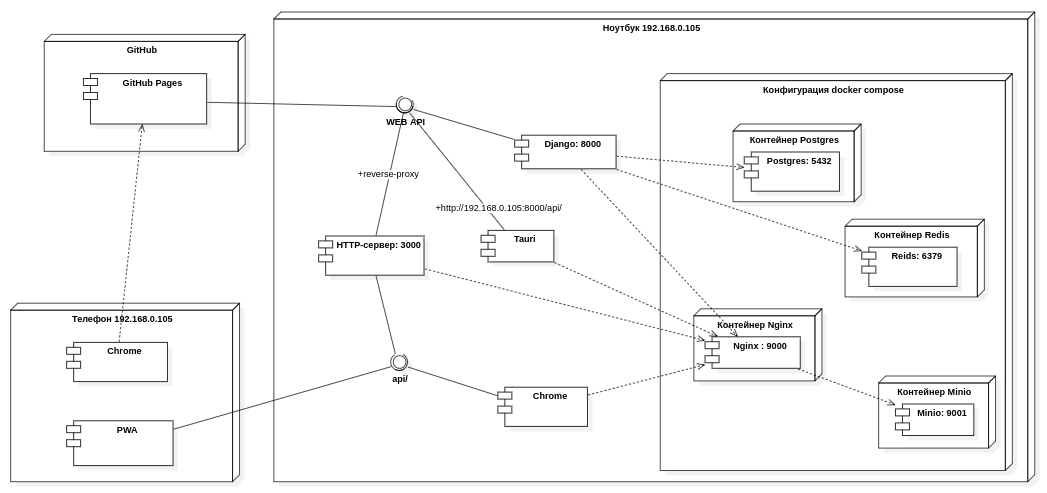 Ноутбук 192.168.0.105
GitHub
GitHub Pages
Конфигурация docker compose
WEB API
Django: 8000
Контейнер Postgres
Postgres: 5432
+reverse-proxy
+http://192.168.0.105:8000/api/
HTTP-сервер: 3000
Tauri
Контейнер Redis
Reids: 6379
Телефон 192.168.0.105
Chrome
Контейнер Nginx
Nginx : 9000
api/
Chrome
Контейнер Minio
Minio: 9001
PWA